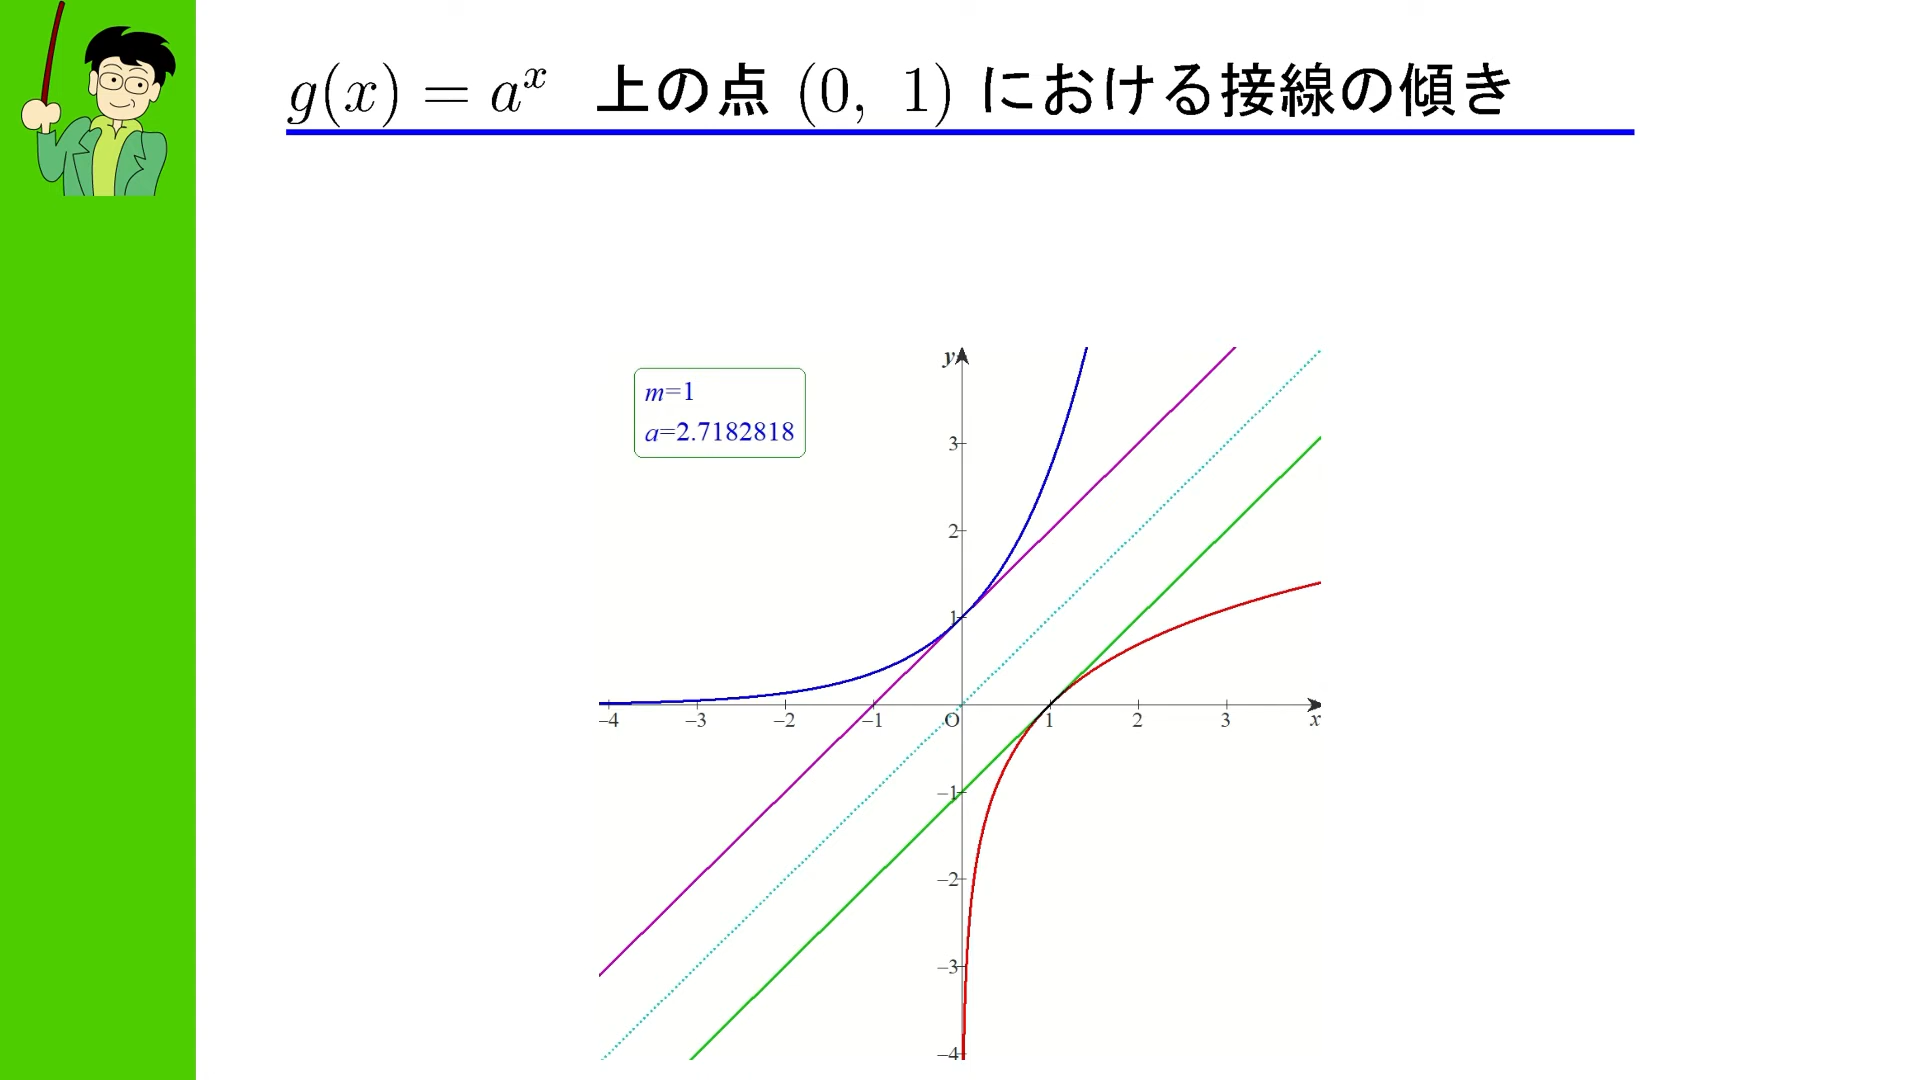 g(x) = a^x 上の点 (0, 1) における接線の傾き
y
m=1
a=2.7182818
3
2
1
−4 −3 −2 −1 O 1 2 3 x
−1
−2
−3
−4